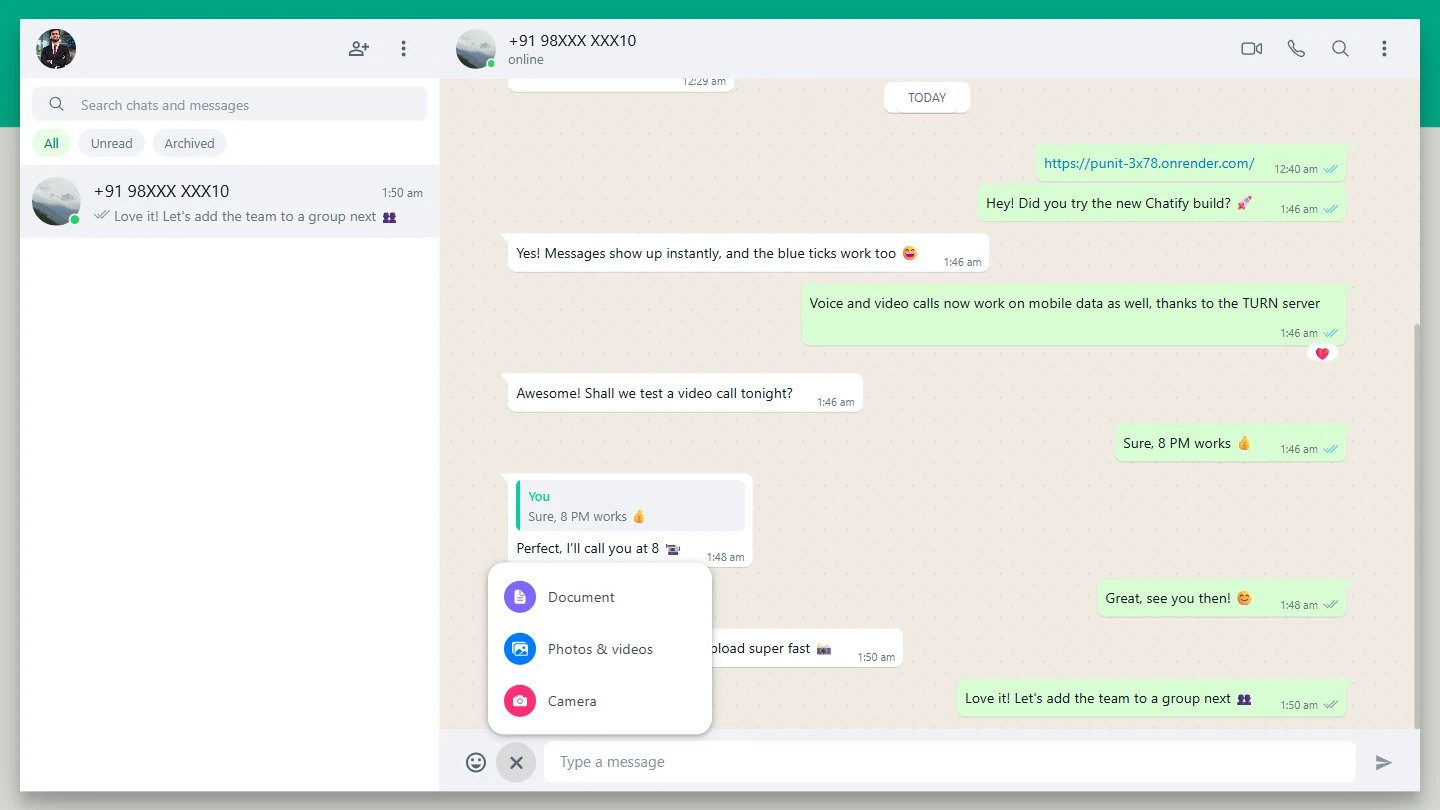 +91 98XXX XXX10
online
Search chats and messages
All
Unread
Archived
+91 98XXX XXX10
1:50 am
Love it! Let's add the team to a group next 👥
12:29 am
TODAY
https://punit-3x78.onrender.com/
12:40 am
Hey! Did you try the new Chatify build? 🚀
1:46 am
Yes! Messages show up instantly, and the blue ticks work too 😄
1:46 am
Voice and video calls now work on mobile data as well, thanks to the TURN server
1:46 am
❤️
Awesome! Shall we test a video call tonight?
1:46 am
Sure, 8 PM works 👍
1:46 am
You
Sure, 8 PM works 👍
Perfect, I'll call you at 8 📹
1:48 am
Great, see you then! 😊
1:48 am
super fast 📸
1:50 am
Love it! Let's add the team to a group next 👥
1:50 am
Document
Photos & videos
Camera
Type a message